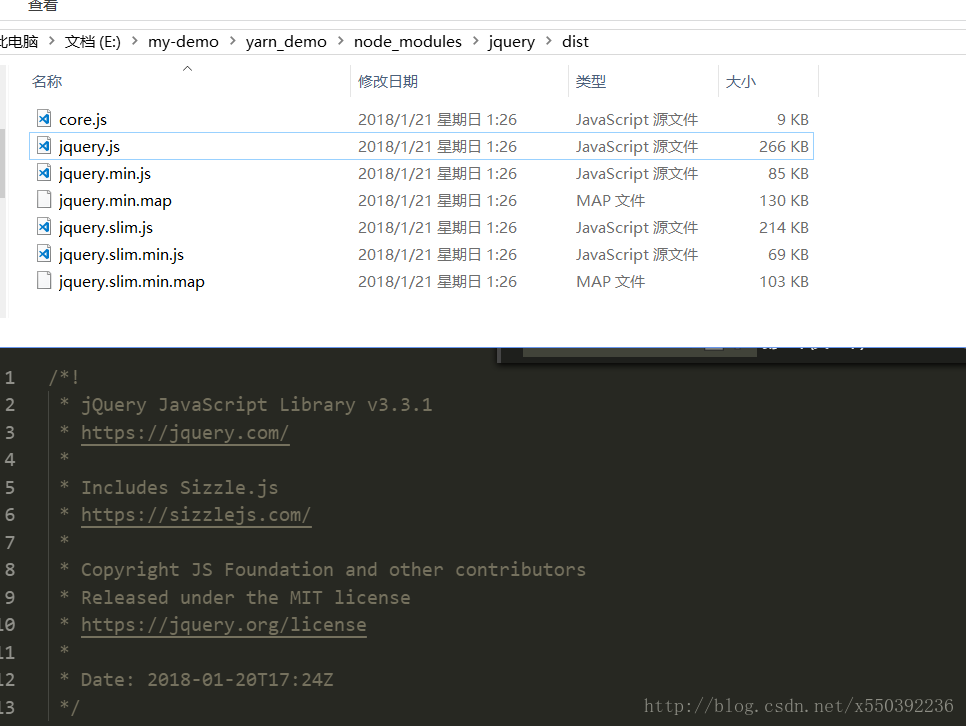 查看
此电脑 > 文档 (E:) > my-demo > yarn_demo > node_modules > jquery > dist
名称 修改日期 类型 大小
core.js 2018/1/21 星期日 1:26 JavaScript 源文件 9 KB
jquery.js 2018/1/21 星期日 1:26 JavaScript 源文件 266 KB
jquery.min.js 2018/1/21 星期日 1:26 JavaScript 源文件 85 KB
jquery.min.map 2018/1/21 星期日 1:26 MAP 文件 130 KB
jquery.slim.js 2018/1/21 星期日 1:26 JavaScript 源文件 214 KB
jquery.slim.min.js 2018/1/21 星期日 1:26 JavaScript 源文件 69 KB
jquery.slim.min.map 2018/1/21 星期日 1:26 MAP 文件 103 KB
1 /*!
2 * jQuery JavaScript Library v3.3.1
3 * https://jquery.com/
4 *
5 * Includes Sizzle.js
6 * https://sizzlejs.com/
7 *
8 * Copyright JS Foundation and other contributors
9 * Released under the MIT license
10 * https://jquery.org/license
11 *
12 * Date: 2018-01-20T17:24Z
13 */
http://blog.csdn.net/x550392236